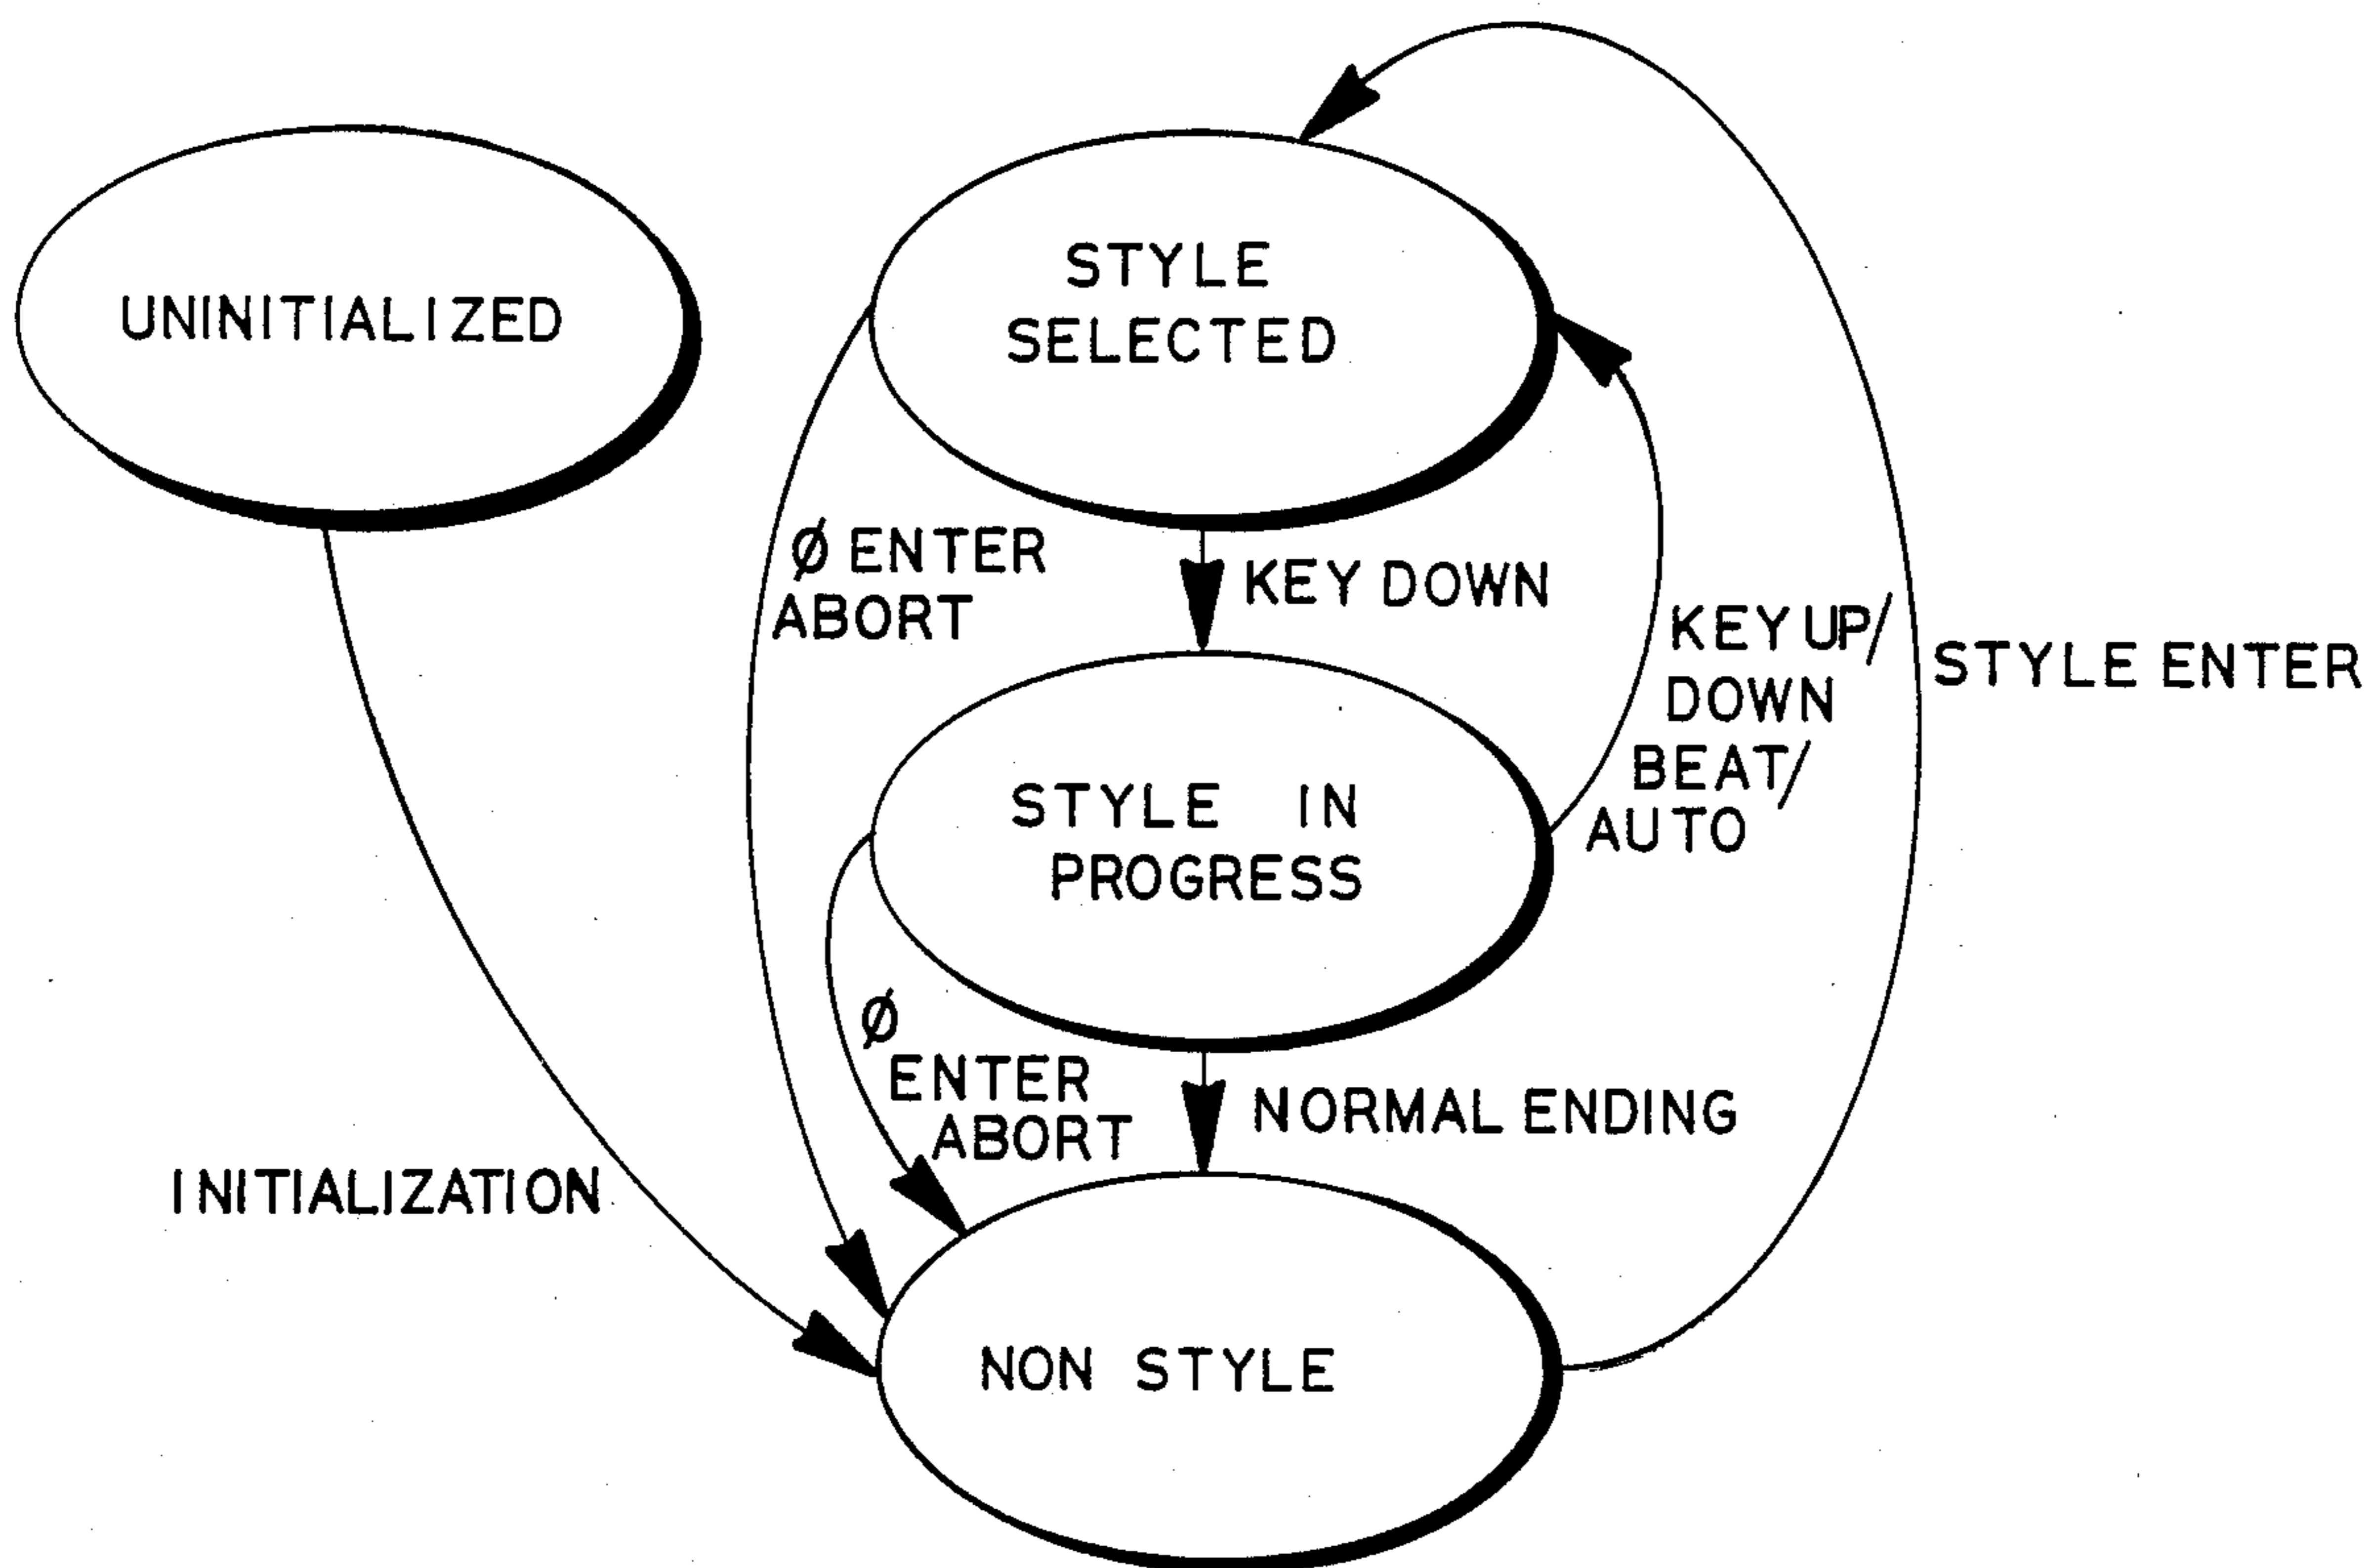 UNINITIALIZED
STYLE
SELECTED
Ø ENTER
ABORT
KEY DOWN
KEY UP/
DOWN
BEAT/
AUTO
STYLE ENTER
STYLE IN
PROGRESS
Ø
ENTER
ABORT
NORMAL ENDING
INITIALIZATION
NON STYLE